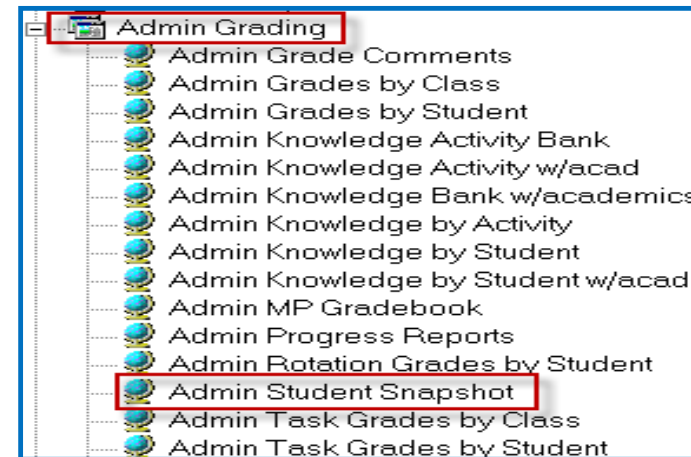 Admin Grading
Admin Grade Comments
Admin Grades by Class
Admin Grades by Student
Admin Knowledge Activity Bank
Admin Knowledge Activity w/acad
Admin Knowledge Bank w/academics
Admin Knowledge by Activity
Admin Knowledge by Student
Admin Knowledge by Student w/acad
Admin MP Gradebook
Admin Progress Reports
Admin Rotation Grades by Student
Admin Student Snapshot
Admin Task Grades by Class
Admin Task Grades by Student